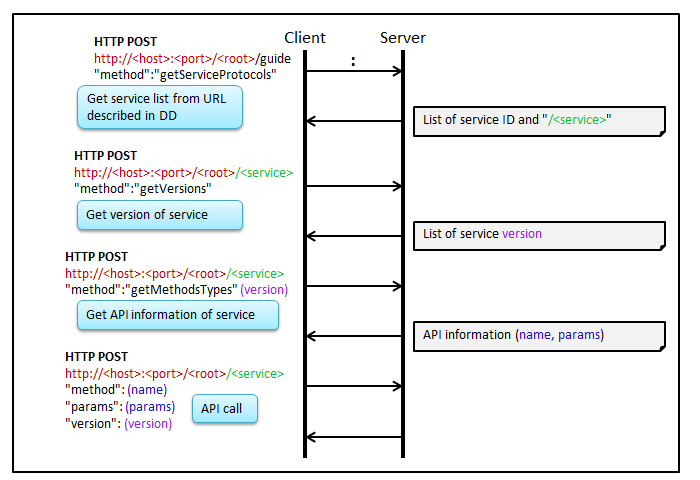 Client
Server
:
HTTP POST
http://<host>:<port>/<root>/guide
"method":"getServiceProtocols"
Get service list from URL
described in DD
List of service ID and "/<service>"
HTTP POST
http://<host>:<port>/<root>/<service>
"method":"getVersions"
Get version of service
List of service version
HTTP POST
http://<host>:<port>/<root>/<service>
"method":"getMethodsTypes" (version)
Get API information of service
API information (name, params)
HTTP POST
http://<host>:<port>/<root>/<service>
"method": (name)
"params": (params)
"version": (version)
API call